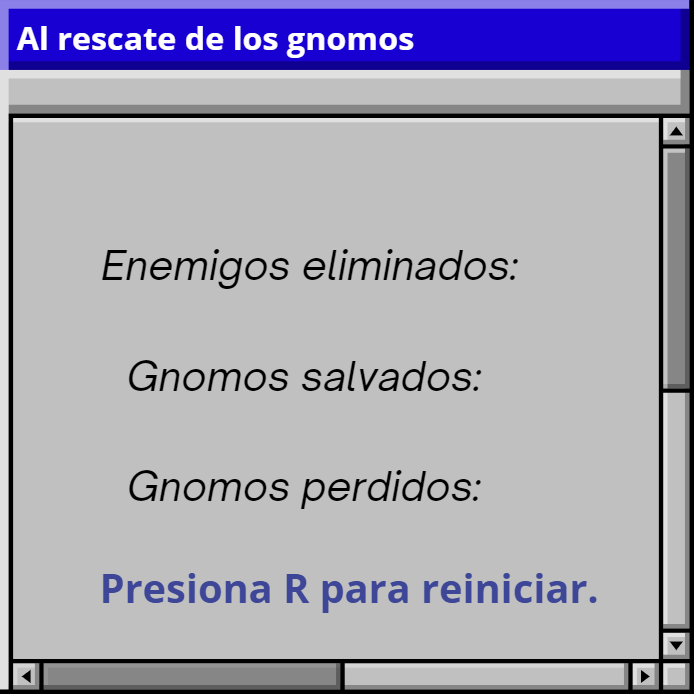 Al rescate de los gnomos
Enemigos eliminados:
Gnomos salvados:
Gnomos perdidos:
Presiona R para reiniciar.